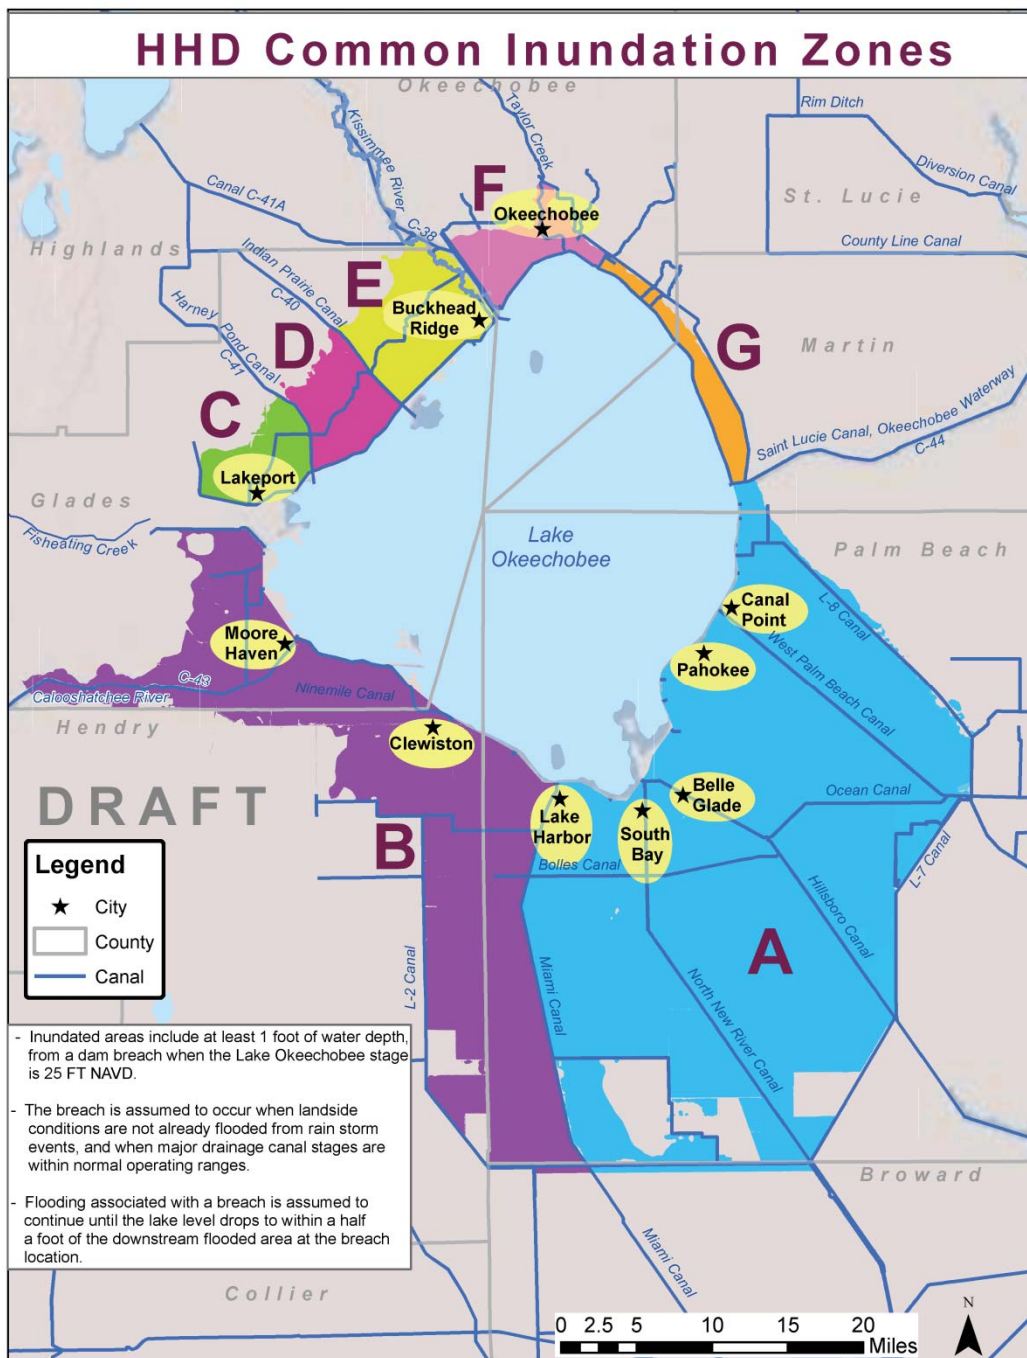 HHD Common Inundation Zones
Okeechobee
Rim Ditch
Kissimmee River
Taylor Creek
Diversion Canal
Canal C-41A
F
St. Lucie
Okeechobee
C-38
Highlands
County Line Canal
Indian Prairie Canal
C-40
E
Buckhead
Ridge
Harney Pond Canal
C-41
D
G
Martin
C
Saint Lucie Canal, Okeechobee Waterway
C-44
Lakeport
Glades
Fisheating Creek
Lake
Okeechobee
Palm Beach
Canal
Point
L-8 Canal
Moore
Haven
Pahokee
West Palm Beach Canal
C-43
Calooshatchee River
Ninemile Canal
Hendry
Clewiston
DRAFT
Belle
Glade
Ocean Canal
B
Lake
Harbor
South
Bay
Bolles Canal
L-7 Canal
Legend
City
County
Canal
Hillsboro Canal
A
L-2 Canal
Miami Canal
North New River Canal
- Inundated areas include at least 1 foot of water depth,
from a dam breach when the Lake Okeechobee stage
is 25 FT NAVD.
- The breach is assumed to occur when landside
conditions are not already flooded from rain storm
events, and when major drainage canal stages are
within normal operating ranges.
- Flooding associated with a breach is assumed to
continue until the lake level drops to within a half
a foot of the downstream flooded area at the breach
location.
Broward
Miami Canal
Collier
N
0 2.5 5 10 15 20
Miles